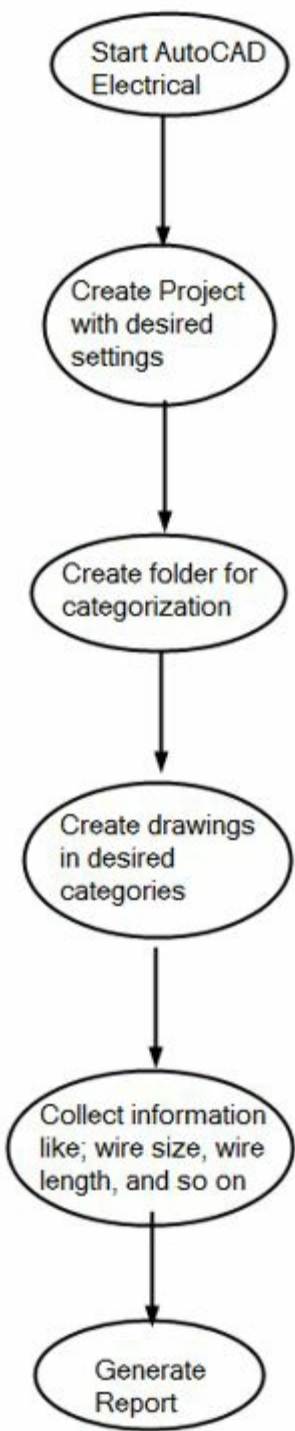 Start AutoCAD
Electrical
Create Project
with desired
settings
Create folder for
categorization
Create drawings
in desired
categories
Collect information
like; wire size, wire
length, and so on
Generate
Report